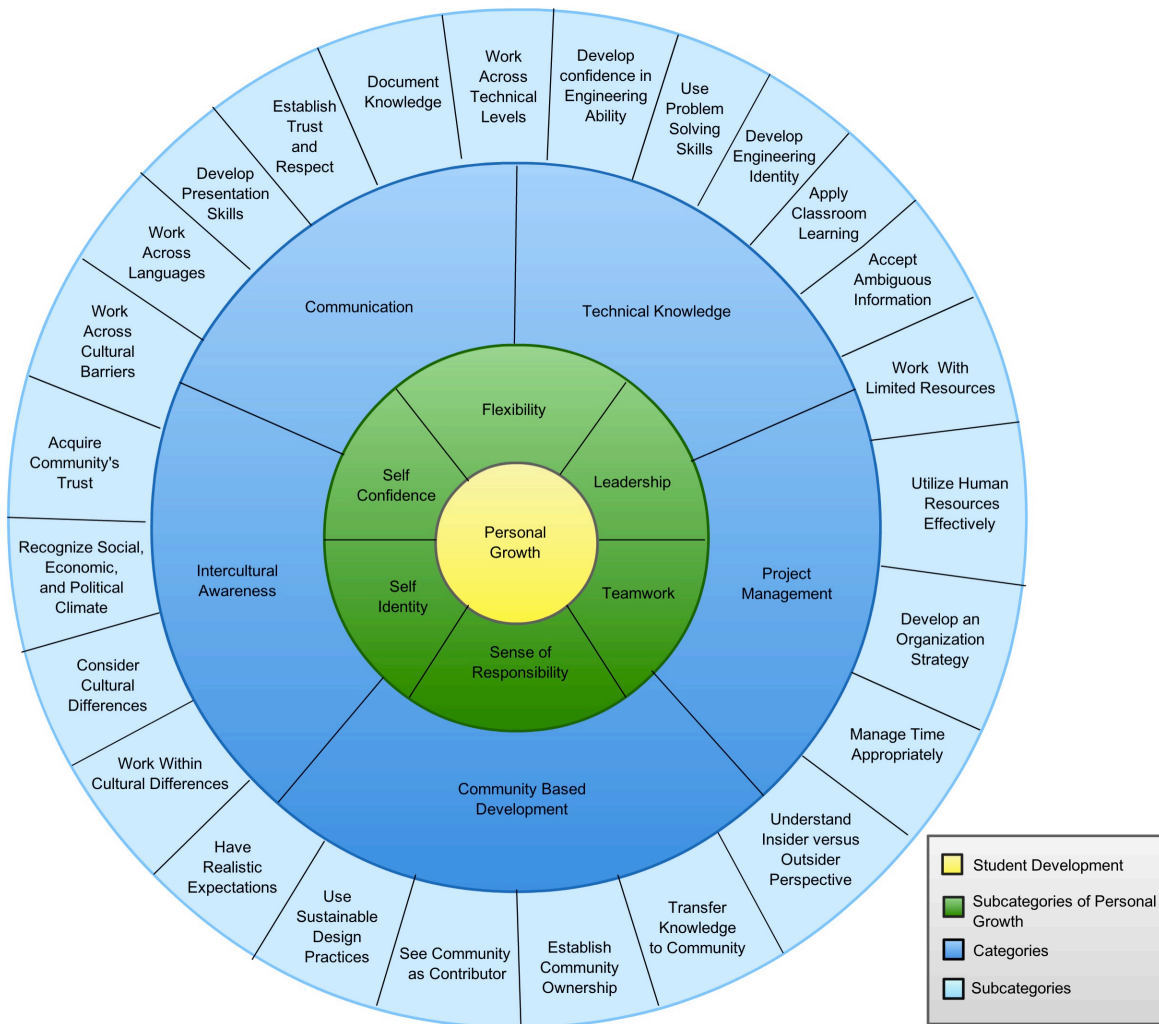 Work
Across
Technical
Levels
Develop
confidence in
Engineering
Ability
Use
Problem
Solving
Skills
Develop
Engineering
Identity
Apply
Classroom
Learning
Accept
Ambiguous
Information
Work With
Limited Resources
Utilize Human
Resources
Effectively
Develop an
Organization
Strategy
Manage Time
Appropriately
Understand
Insider versus
Outsider
Perspective
Transfer
Knowledge
to Community
Establish
Community
Ownership
See Community
as Contributor
Use
Sustainable
Design
Practices
Have
Realistic
Expectations
Work Within
Cultural Differences
Consider
Cultural
Differences
Recognize Social,
Economic,
and Political
Climate
Acquire
Community's
Trust
Work
Across
Cultural
Barriers
Work
Across
Languages
Develop
Presentation
Skills
Establish
Trust
and
Respect
Document
Knowledge
Communication
Technical Knowledge
Project
Management
Community Based
Development
Intercultural
Awareness
Flexibility
Leadership
Teamwork
Sense of
Responsibility
Self
Identity
Self
Confidence
Personal
Growth
Student Development
Subcategories of Personal
Growth
Categories
Subcategories